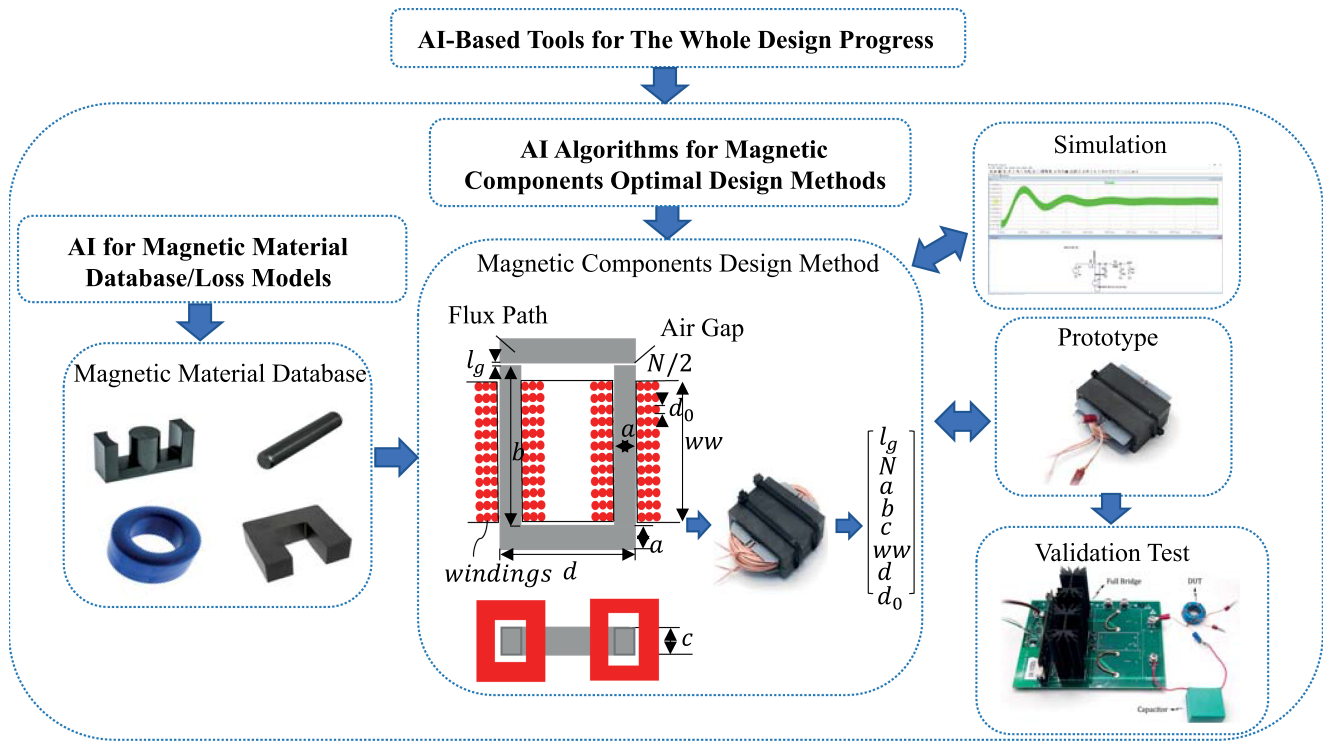 AI-Based Tools for The Whole Design Progress
AI Algorithms for Magnetic
Components Optimal Design Methods
Simulation
AI for Magnetic Material
Database/Loss Models
Magnetic Components Design Method
Flux Path
Air Gap
Prototype
Magnetic Material Database
l_g
N/2
d_0
a
b
ww
a
windings
d
c
l_g
N
a
b
c
ww
d
d_0
Validation Test
Full Bridge
DUT
Capacitor